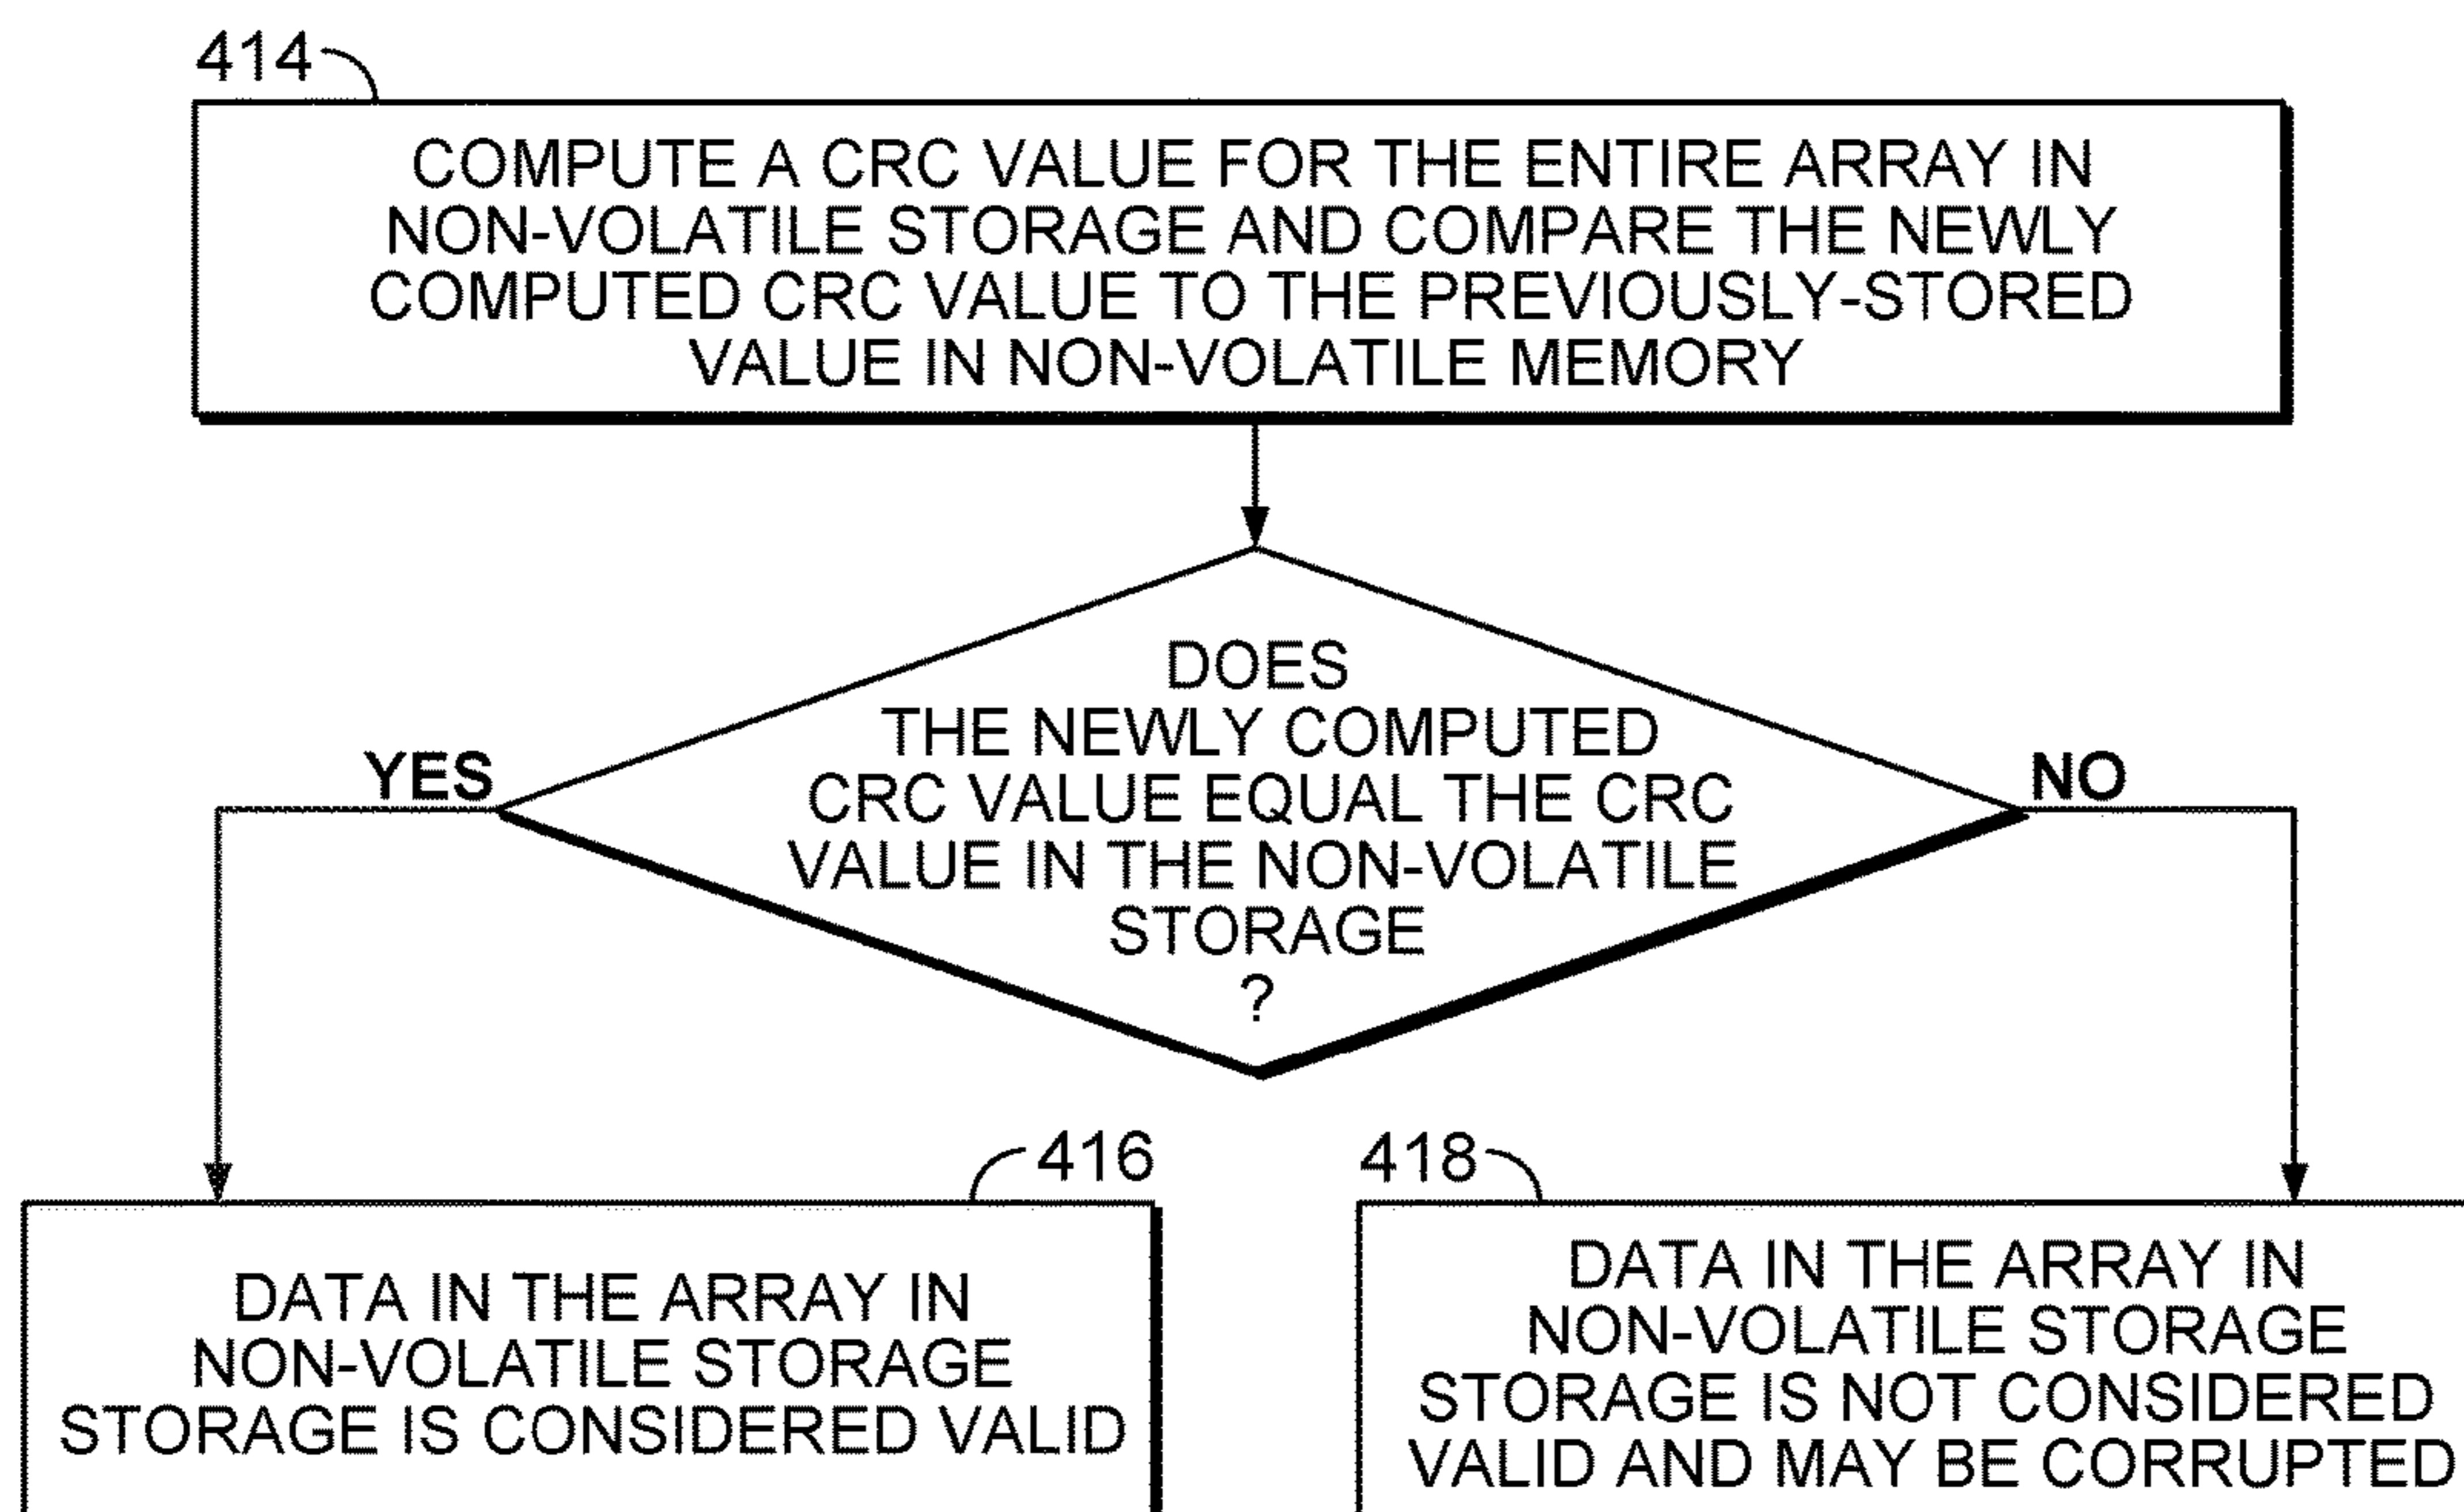 414
COMPUTE A CRC VALUE FOR THE ENTIRE ARRAY IN
NON-VOLATILE STORAGE AND COMPARE THE NEWLY
COMPUTED CRC VALUE TO THE PREVIOUSLY-STORED
VALUE IN NON-VOLATILE MEMORY
DOES
THE NEWLY COMPUTED
CRC VALUE EQUAL THE CRC
VALUE IN THE NON-VOLATILE
STORAGE
?
YES
NO
416
DATA IN THE ARRAY IN
NON-VOLATILE STORAGE
STORAGE IS CONSIDERED VALID
418
DATA IN THE ARRAY IN
NON-VOLATILE STORAGE
STORAGE IS NOT CONSIDERED
VALID AND MAY BE CORRUPTED